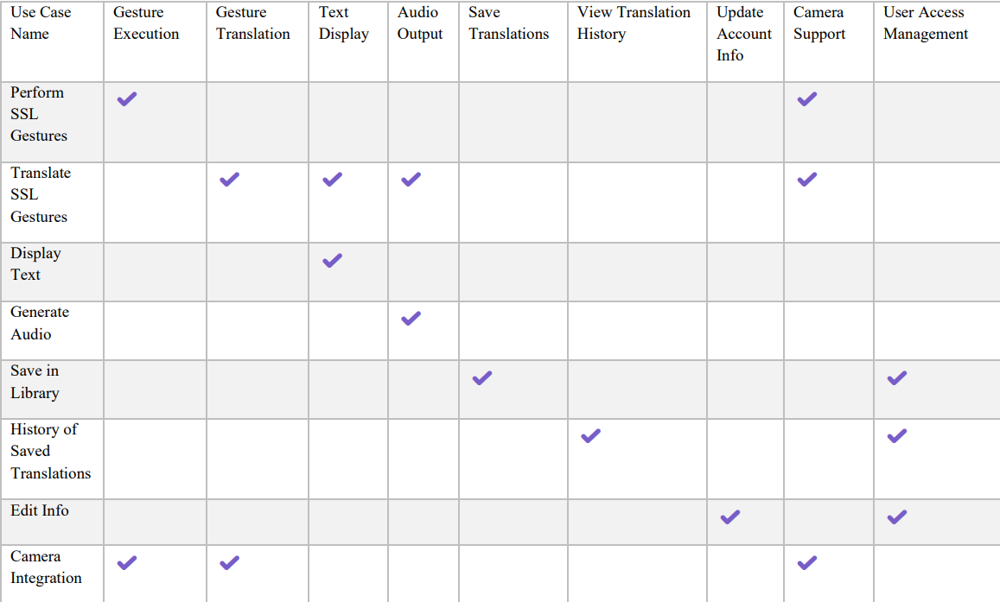 Use Case Name
Gesture Execution
Gesture Translation
Text Display
Audio Output
Save Translations
View Translation History
Update Account Info
Camera Support
User Access Management
Perform SSL Gestures
Translate SSL Gestures
Display Text
Generate Audio
Save in Library
History of Saved Translations
Edit Info
Camera Integration